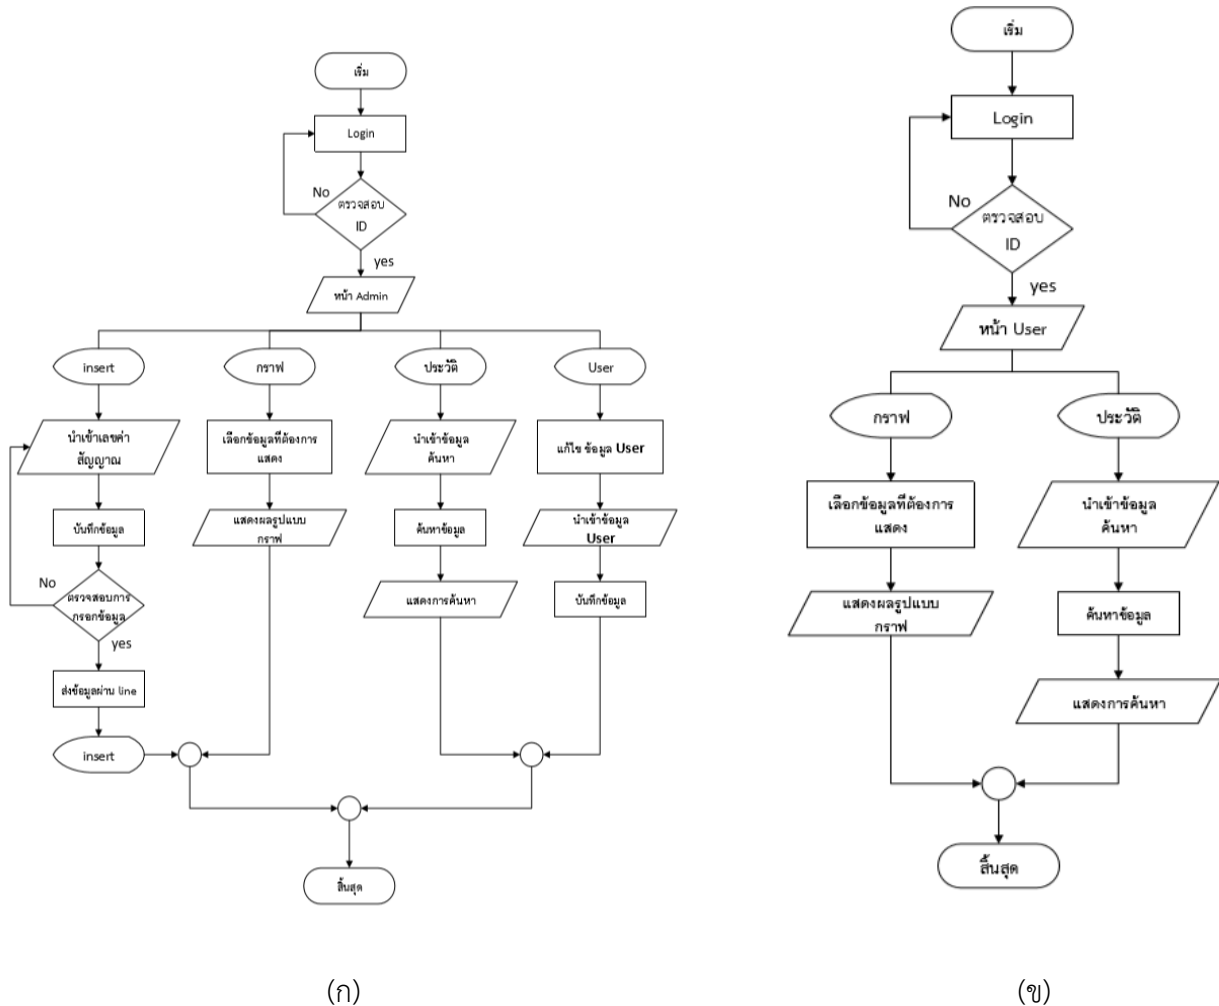 เริ่ม
Login
No
ตรวจสอบ
ID
yes
หน้า Admin
insert
กราฟ
ประวัติ
User
นำเข้าเลขค่า
สัญญาณ
เลือกข้อมูลที่ต้องการ
แสดง
นำเข้าข้อมูล
ค้นหา
แก้ไข ข้อมูล User
บันทึกข้อมูล
แสดงผลรูปแบบ
กราฟ
ค้นหาข้อมูล
นำเข้าข้อมูล
User
No
ตรวจสอบการ
กรอกข้อมูล
yes
แสดงการค้นหา
บันทึกข้อมูล
ส่งข้อมูลผ่าน line
insert
สิ้นสุด
(ก)
เริ่ม
Login
No
ตรวจสอบ
ID
yes
หน้า User
กราฟ
ประวัติ
เลือกข้อมูลที่ต้องการ
แสดง
นำเข้าข้อมูล
ค้นหา
แสดงผลรูปแบบ
กราฟ
ค้นหาข้อมูล
แสดงการค้นหา
สิ้นสุด
(ข)